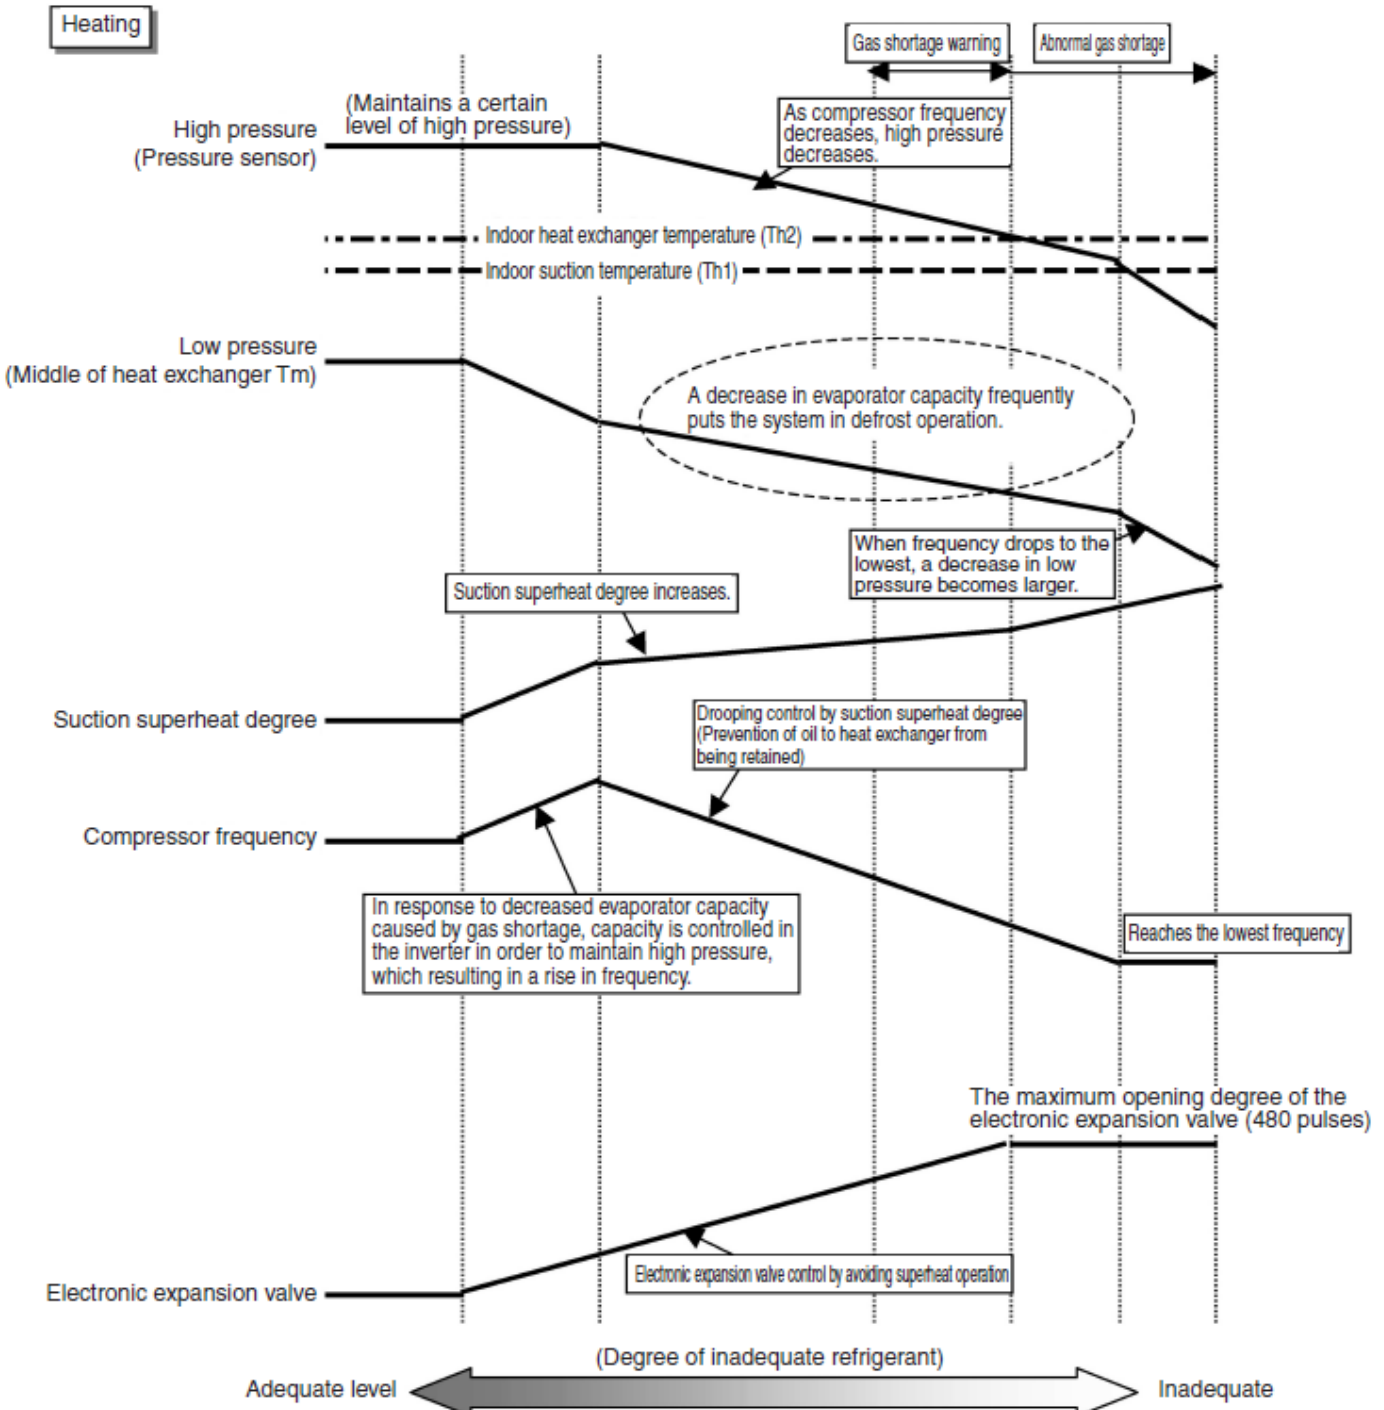 Heating
Gas shortage warning
Abnormal gas shortage
(Maintains a certain
level of high pressure)
High pressure
(Pressure sensor)
As compressor frequency
decreases, high pressure
decreases.
Indoor heat exchanger temperature (Th2)
Indoor suction temperature (Th1)
Low pressure
(Middle of heat exchanger Tm)
A decrease in evaporator capacity frequently
puts the system in defrost operation.
When frequency drops to the
lowest, a decrease in low
pressure becomes larger.
Suction superheat degree increases.
Suction superheat degree
Drooping control by suction superheat degree
(Prevention of oil to heat exchanger from
being retained)
Compressor frequency
In response to decreased evaporator capacity
caused by gas shortage, capacity is controlled in
the inverter in order to maintain high pressure,
which resulting in a rise in frequency.
Reaches the lowest frequency
The maximum opening degree of the
electronic expansion valve (480 pulses)
Electronic expansion valve control by avoiding superheat operation
Electronic expansion valve
(Degree of inadequate refrigerant)
Adequate level
Inadequate